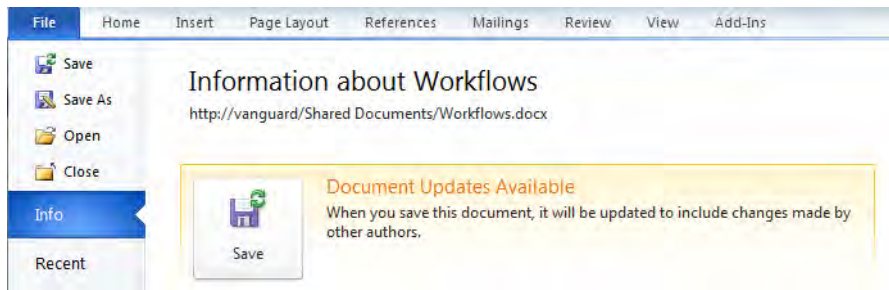 File Home Insert Page Layout References Mailings Review View Add-Ins
Save
Save As
Open
Close
Info
Recent
Information about Workflows
http://vanguard/Shared Documents/Workflows.docx
Document Updates Available
When you save this document, it will be updated to include changes made by
other authors.
Save